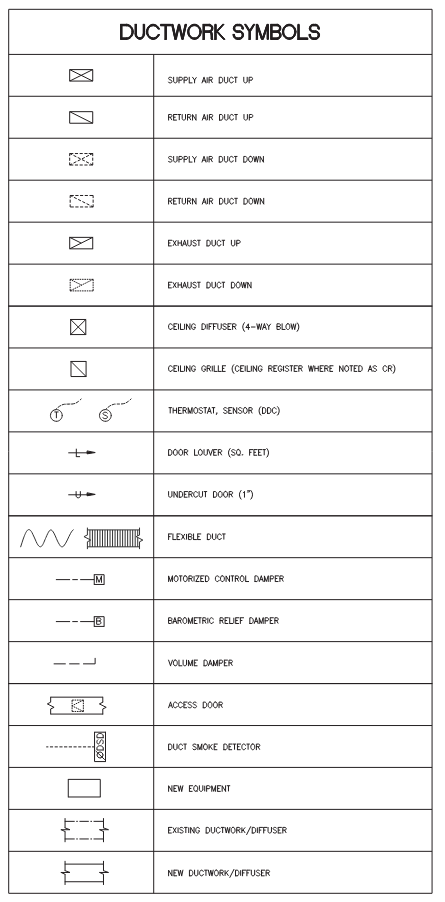 DUCTWORK SYMBOLS
SUPPLY AIR DUCT UP
RETURN AIR DUCT UP
SUPPLY AIR DUCT DOWN
RETURN AIR DUCT DOWN
EXHAUST DUCT UP
EXHAUST DUCT DOWN
CEILING DIFFUSER (4-WAY BLOW)
CEILING GRILLE (CEILING REGISTER WHERE NOTED AS CR)
T S THERMOSTAT, SENSOR (DDC)
L DOOR LOUVER (SQ. FEET)
U UNDERCUT DOOR (1")
FLEXIBLE DUCT
M MOTORIZED CONTROL DAMPER
B BAROMETRIC RELIEF DAMPER
VOLUME DAMPER
ACCESS DOOR
ØDSD DUCT SMOKE DETECTOR
NEW EQUIPMENT
EXISTING DUCTWORK/DIFFUSER
NEW DUCTWORK/DIFFUSER